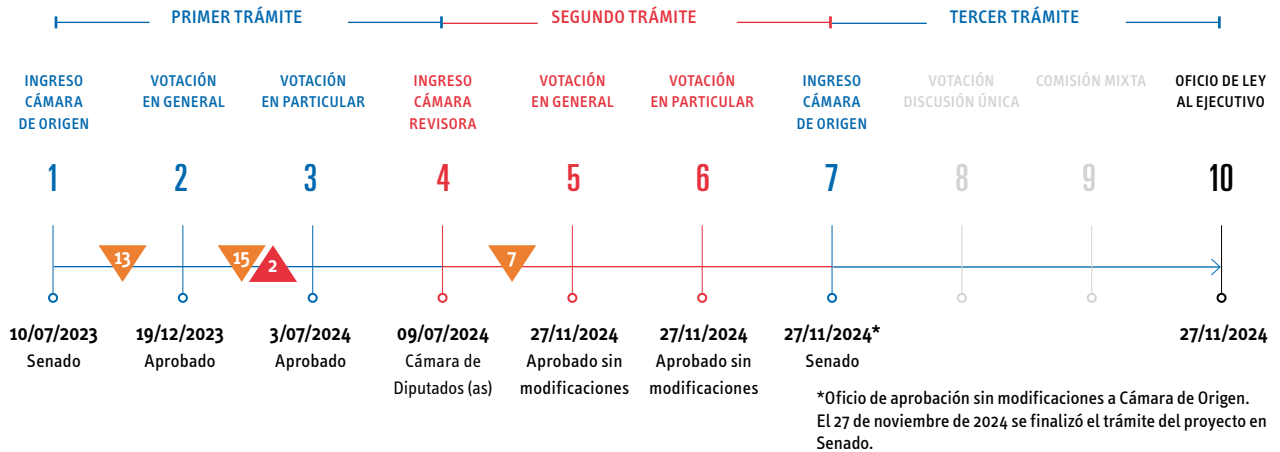 PRIMER TRÁMITE
SEGUNDO TRÁMITE
TERCER TRÁMITE
INGRESO
CÁMARA
DE ORIGEN
VOTACIÓN
EN GENERAL
VOTACIÓN
EN PARTICULAR
INGRESO
CÁMARA
REVISORA
VOTACIÓN
EN GENERAL
VOTACIÓN
EN PARTICULAR
INGRESO
CÁMARA
DE ORIGEN
VOTACIÓN
DISCUSIÓN ÚNICA
COMISIÓN MIXTA
OFICIO DE LEY
AL EJECUTIVO
1
2
3
4
5
6
7
8
9
10
13
15
2
7
10/07/2023
Senado
19/12/2023
Aprobado
3/07/2024
Aprobado
09/07/2024
Cámara de
Diputados (as)
27/11/2024
Aprobado sin
modificaciones
27/11/2024
Aprobado sin
modificaciones
27/11/2024*
Senado
27/11/2024
*Oficio de aprobación sin modificaciones a Cámara de Origen.
El 27 de noviembre de 2024 se finalizó el trámite del proyecto en
Senado.